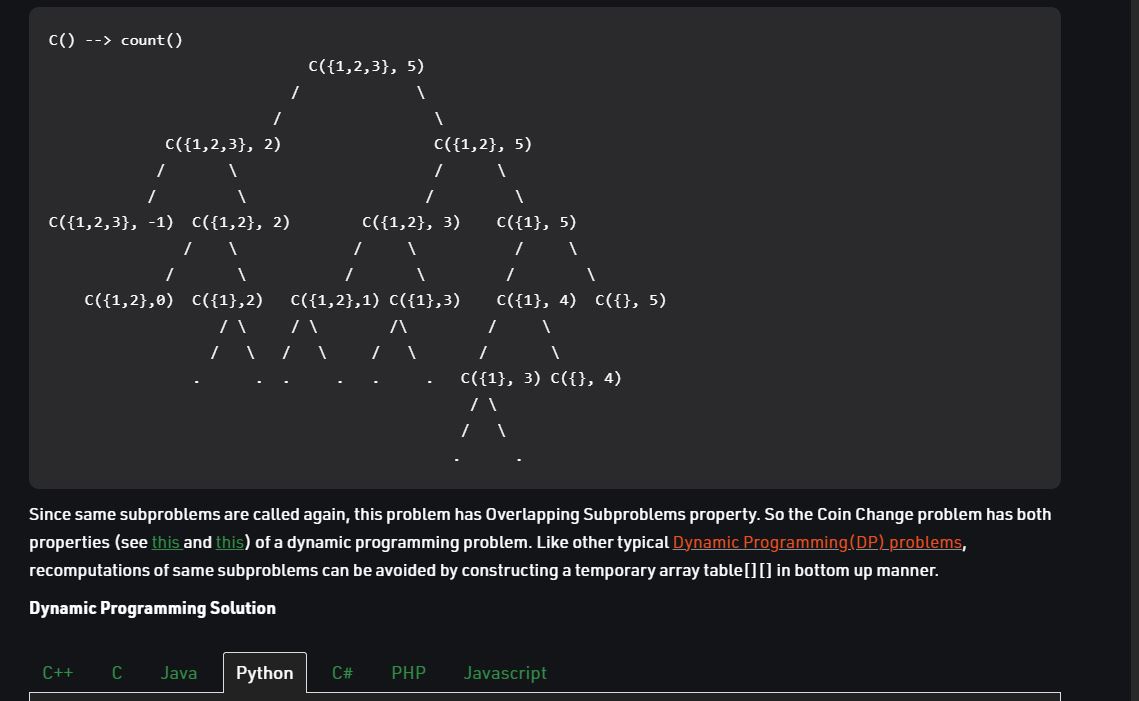 C() --> count()
                             C({1,2,3}, 5)
                           /              \
                         /                 \
             C({1,2,3}, 2)                 C({1,2}, 5)
            /       \                      /      \
           /         \                    /         \
C({1,2,3}, -1)  C({1,2}, 2)        C({1,2}, 3)    C({1}, 5)
               /    \             /     \           /     \
             /       \           /       \         /        \
    C({1,2},0)  C({1},2)   C({1,2},1) C({1},3)    C({1}, 4)  C({}, 5)
                   / \     / \        /\         /     \
                  /   \   /   \     /   \       /       \
                .      .  .     .   .     .   C({1}, 3) C({}, 4)
                                               / \
                                              /   \
                                             .      .
Since same subproblems are called again, this problem has Overlapping Subproblems property. So the Coin Change problem has both
properties (see this and this) of a dynamic programming problem. Like other typical Dynamic Programming(DP) problems,
recomputations of same subproblems can be avoided by constructing a temporary array table[][] in bottom up manner.
Dynamic Programming Solution
C++ C Java Python C# PHP Javascript